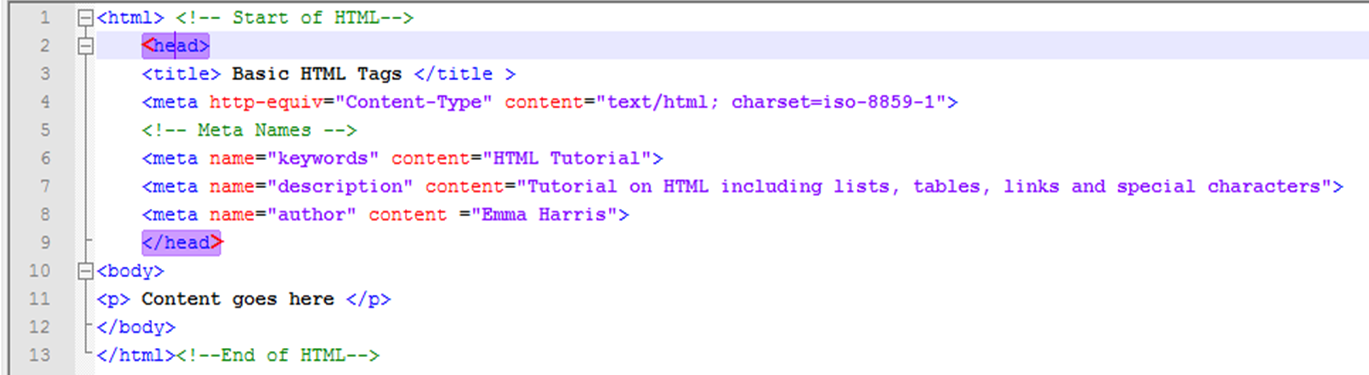 1 <html> <!-- Start of HTML-->
2 <head>
3 <title> Basic HTML Tags </title >
4 <meta http-equiv="Content-Type" content="text/html; charset=iso-8859-1">
5 <!-- Meta Names -->
6 <meta name="keywords" content="HTML Tutorial">
7 <meta name="description" content="Tutorial on HTML including lists, tables, links and special characters">
8 <meta name="author" content ="Emma Harris">
9 </head>
10 <body>
11 <p> Content goes here </p>
12 </body>
13 </html><!--End of HTML-->